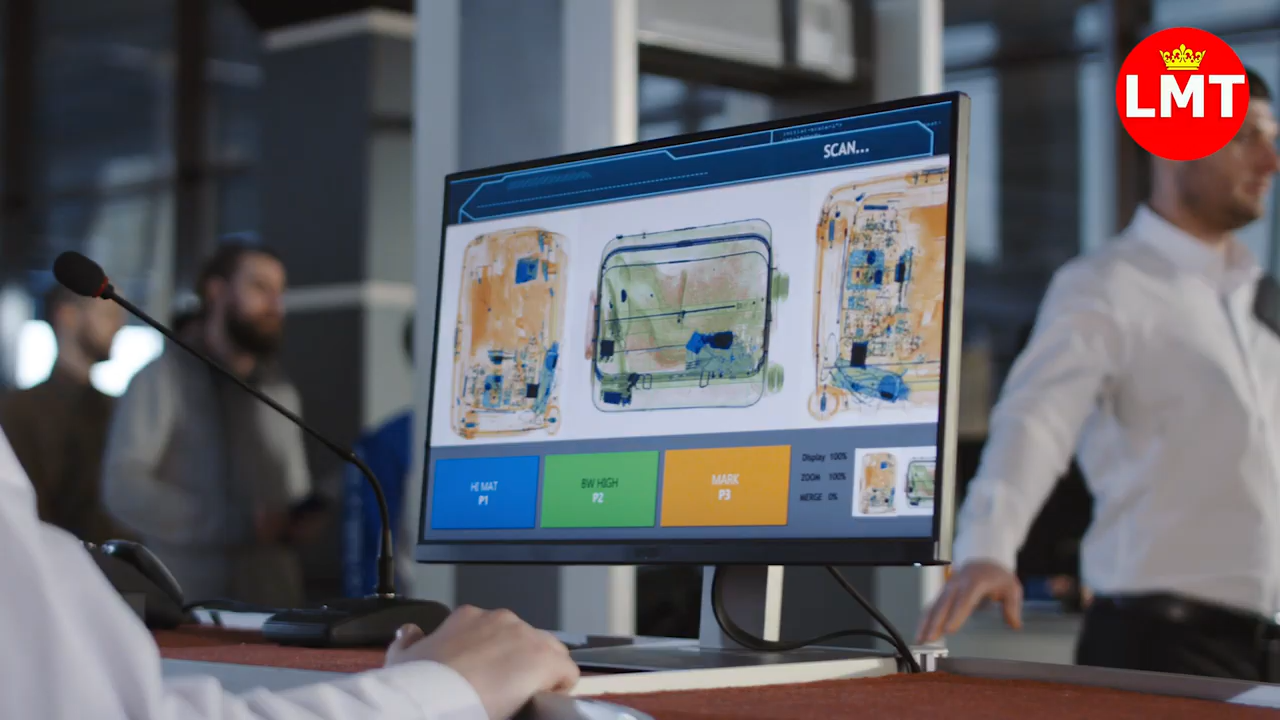 LMT
SCAN...
HI MAT
P1
BW HIGH
P2
MARK
P3
Display 100%
ZOOM 100%
MERGE 0%